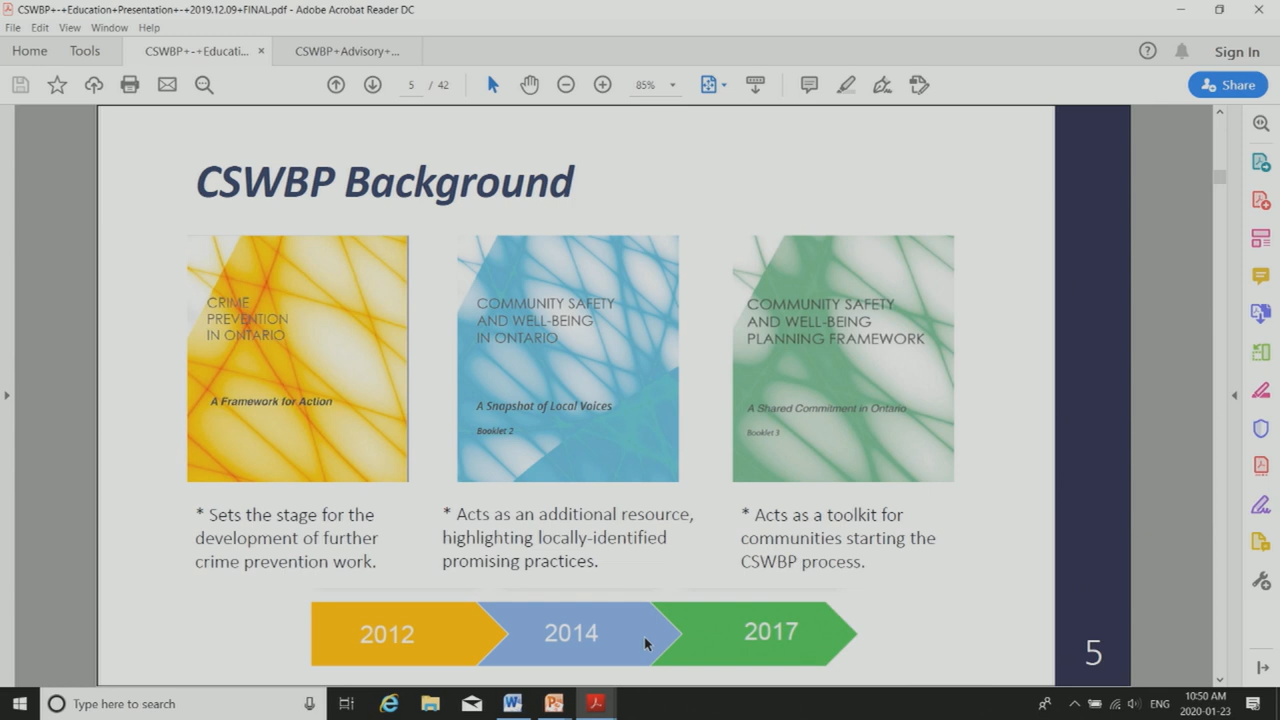 CSWBP+-+Education+Presentation+-+2019.12.09+FINAL.pdf - Adobe Acrobat Reader DC
File Edit View Window Help
Home Tools CSWBP+-+Educati... × CSWBP+Advisory+... Sign In
5 / 42 85% Share
CSWBP Background
CRIME
PREVENTION
IN ONTARIO
A Framework for Action
COMMUNITY SAFETY
AND WELL-BEING
IN ONTARIO
A Snapshot of Local Voices
Booklet 2
COMMUNITY SAFETY
AND WELL-BEING
PLANNING FRAMEWORK
A Shared Commitment in Ontario
Booklet 3
* Sets the stage for the
development of further
crime prevention work.
* Acts as an additional resource,
highlighting locally-identified
promising practices.
* Acts as a toolkit for
communities starting the
CSWBP process.
2012 2014 2017
5
Type here to search
ENG
10:50 AM
2020-01-23